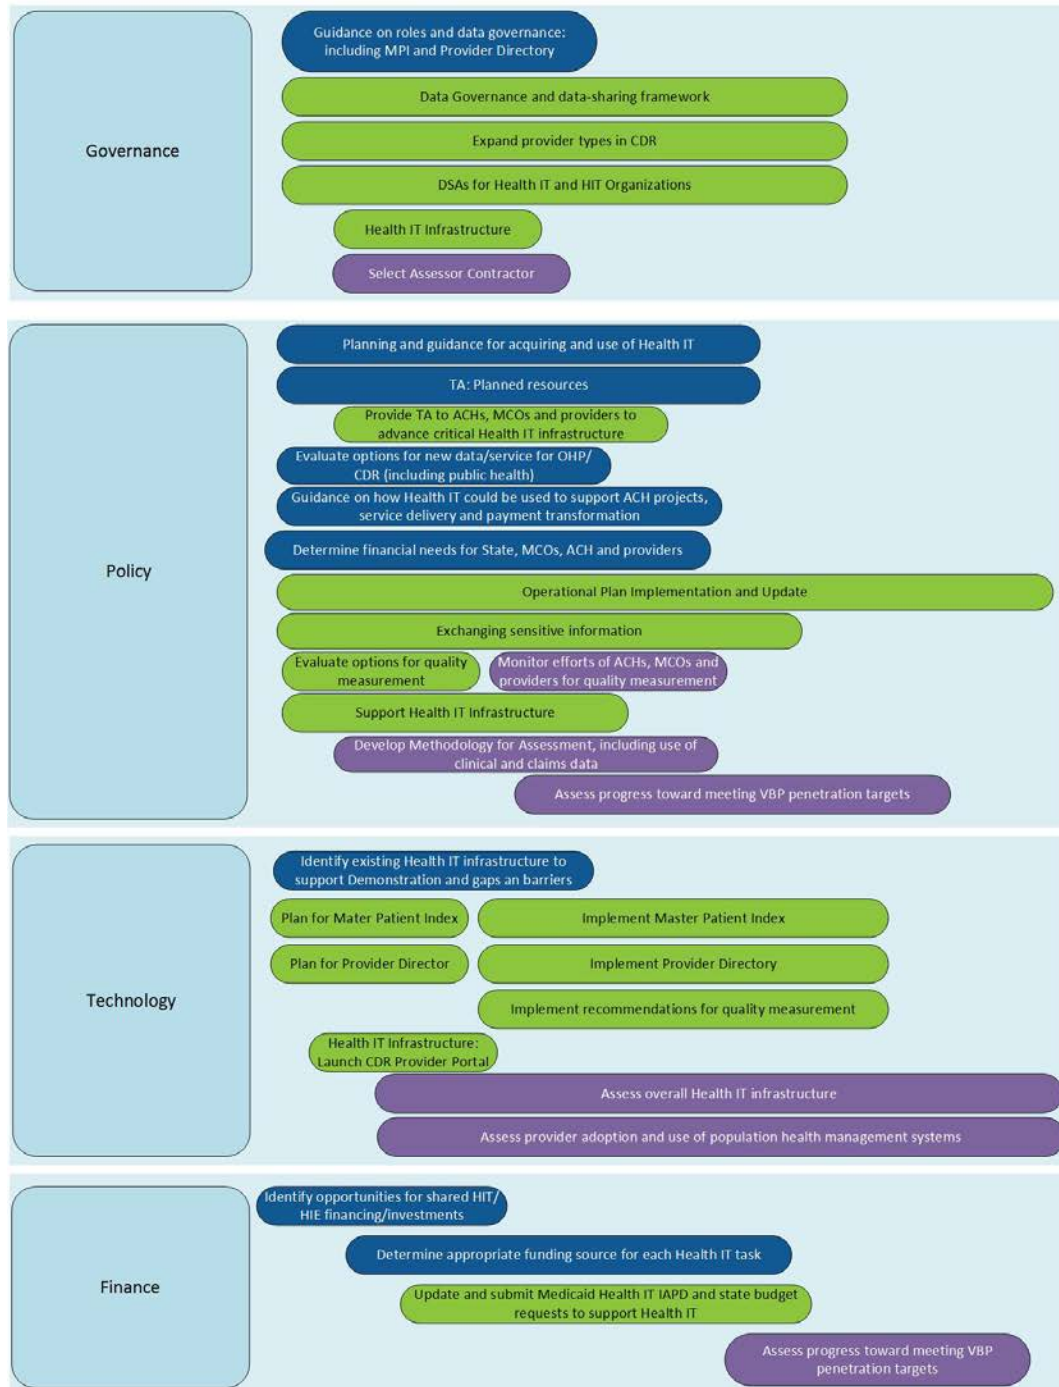 Governance
Guidance on roles and data governance:
including MPI and Provider Directory
Data Governance and data-sharing framework
Expand provider types in CDR
DSAs for Health IT and HIT Organizations
Health IT Infrastructure
Select Assessor Contractor
Policy
Planning and guidance for acquiring and use of Health IT
TA: Planned resources
Provide TA to ACHs, MCOs and providers to
advance critical Health IT infrastructure
Evaluate options for new data/service for OHP/
CDR (including public health)
Guidance on how Health IT could be used to support ACH projects,
service delivery and payment transformation
Determine financial needs for State, MCOs, ACH and providers
Operational Plan Implementation and Update
Exchanging sensitive information
Evaluate options for quality
measurement
Monitor efforts of ACHs, MCOs and
providers for quality measurement
Support Health IT Infrastructure
Develop Methodology for Assessment, including use of
clinical and claims data
Assess progress toward meeting VBP penetration targets
Technology
Identify existing Health IT infrastructure to
support Demonstration and gaps an barriers
Plan for Mater Patient Index
Implement Master Patient Index
Plan for Provider Director
Implement Provider Directory
Implement recommendations for quality measurement
Health IT Infrastructure:
Launch CDR Provider Portal
Assess overall Health IT infrastructure
Assess provider adoption and use of population health management systems
Finance
Identify opportunities for shared HIT/
HIE financing/investments
Determine appropriate funding source for each Health IT task
Update and submit Medicaid Health IT IAPD and state budget
requests to support Health IT
Assess progress toward meeting VBP
penetration targets